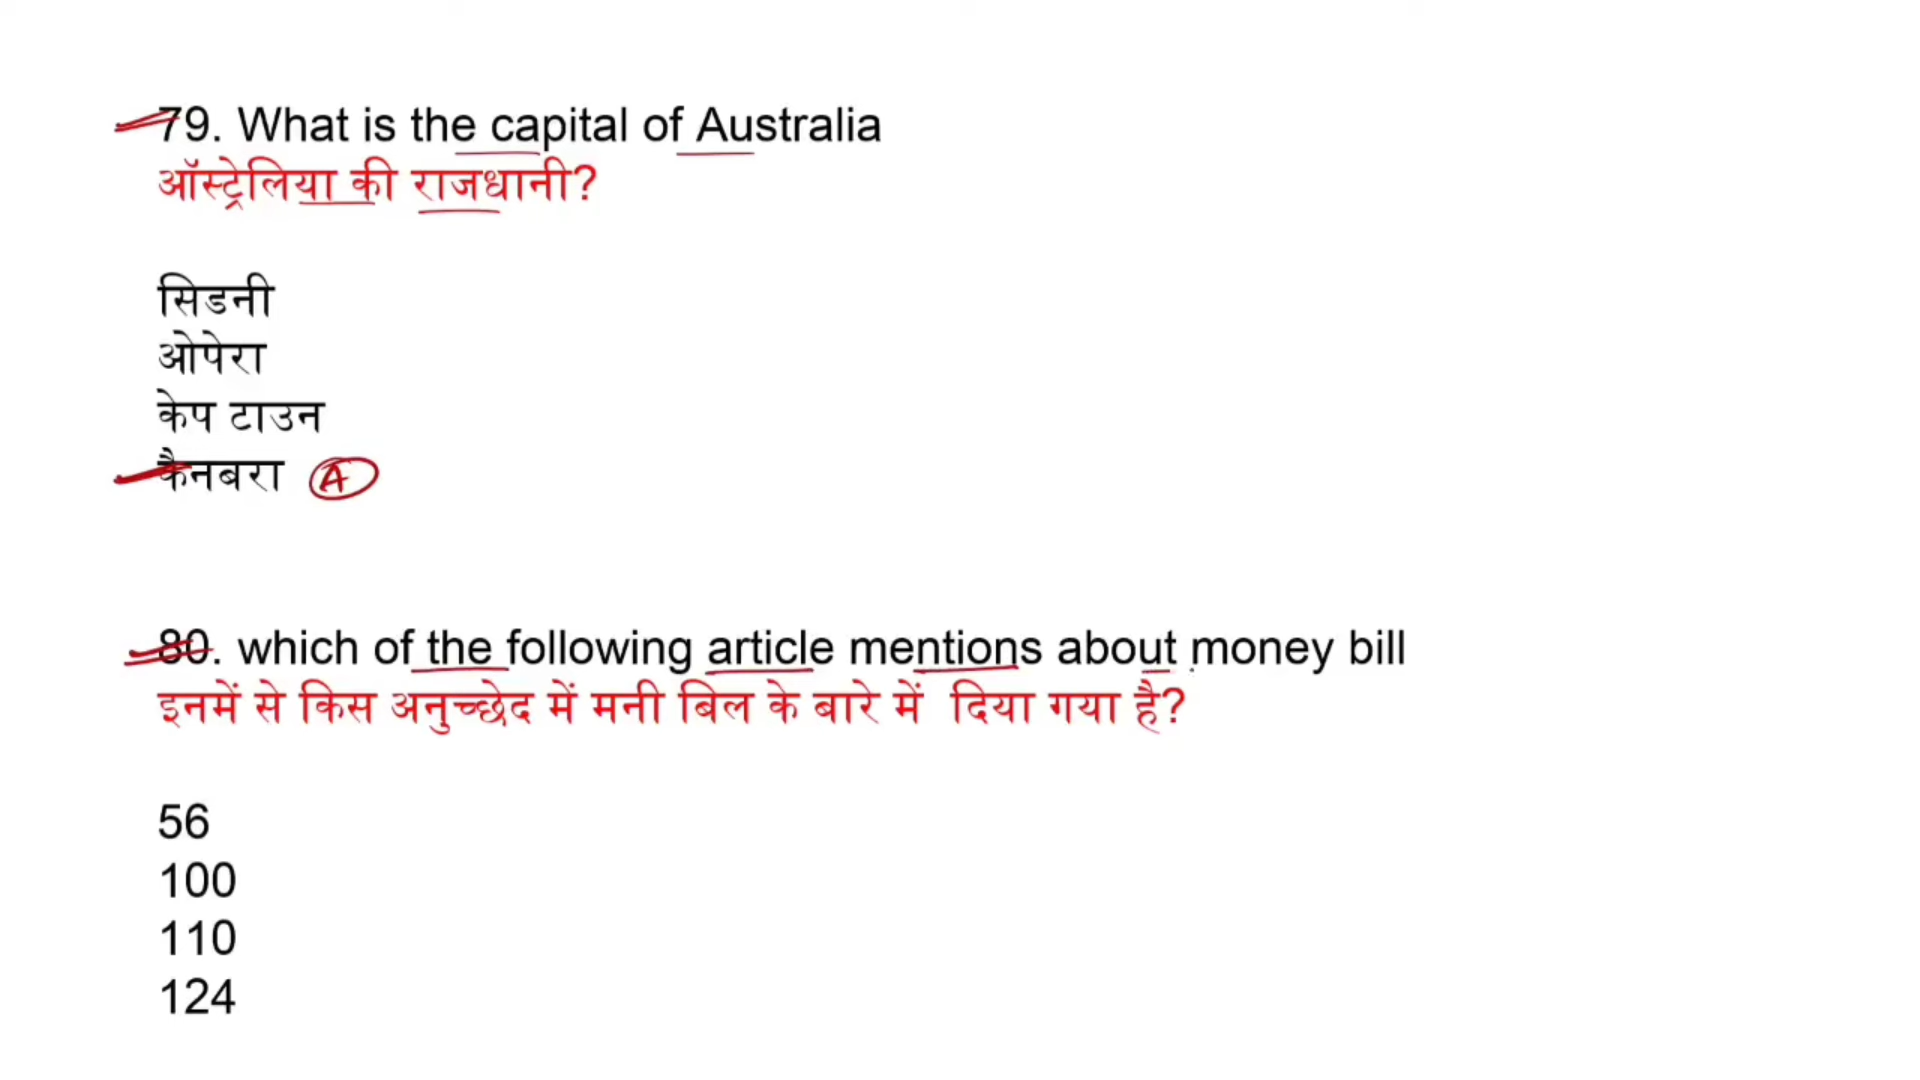 79. What is the capital of Australia
ऑस्ट्रेलिया की राजधानी?
सिडनी
ओपेरा
केप टाउन
कैनबरा A
80. which of the following article mentions about money bill
इनमें से किस अनुच्छेद में मनी बिल के बारे में दिया गया है?
56
100
110
124